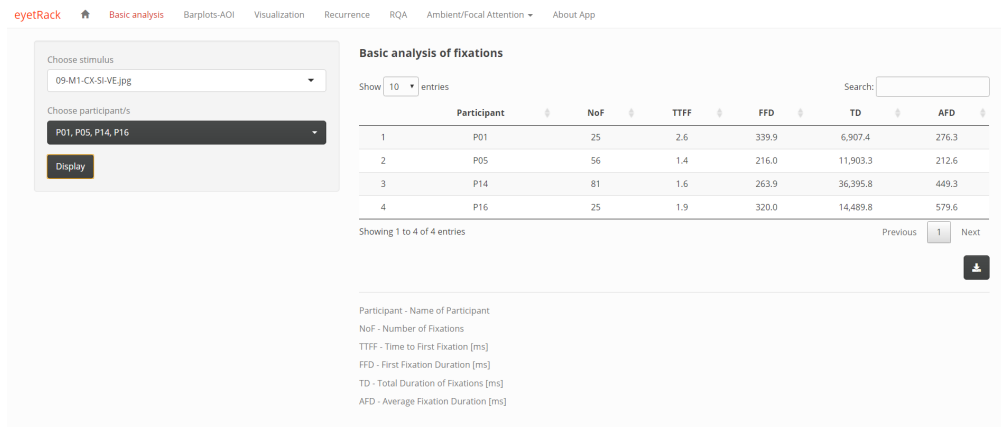 eyetRack Basic analysis Barplots-AOI Visualization Recurrence RQA Ambient/Focal Attention About App
Choose stimulus
09-M1-CX-SI-VE.jpg
Choose participant/s
P01, P05, P14, P16
Display
Basic analysis of fixations
Show 10 entries Search:
Participant NoF TTFF FFD TD AFD
1 P01 25 2.6 339.9 6,907.4 276.3
2 P05 56 1.4 216.0 11,903.3 212.6
3 P14 81 1.6 263.9 36,395.8 449.3
4 P16 25 1.9 320.0 14,489.8 579.6
Showing 1 to 4 of 4 entries Previous 1 Next
Participant - Name of Participant
NoF - Number of Fixations
TTFF - Time to First Fixation [ms]
FFD - First Fixation Duration [ms]
TD - Total Duration of Fixations [ms]
AFD - Average Fixation Duration [ms]